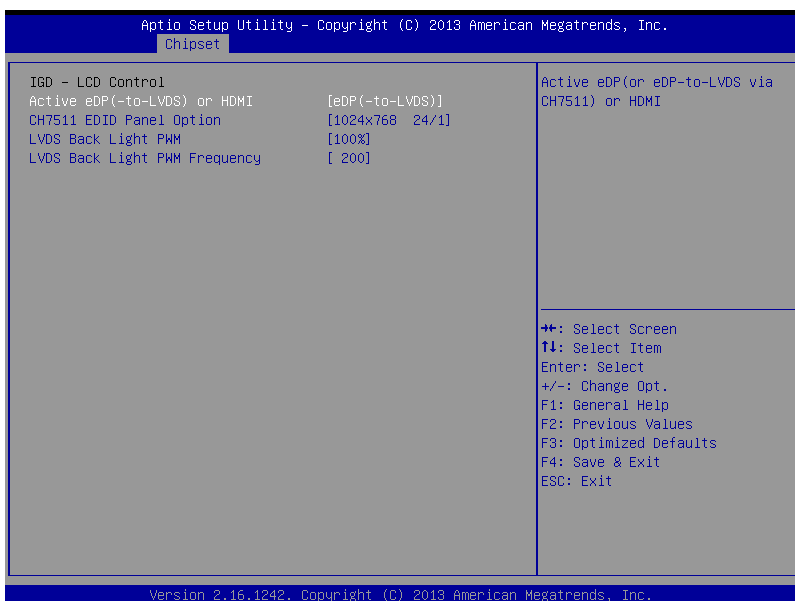 Aptio Setup Utility – Copyright (C) 2013 American Megatrends, Inc.
Chipset
IGD – LCD Control
Active eDP(-to-LVDS) or HDMI [eDP(-to-LVDS)]
CH7511 EDID Panel Option [1024x768 24/1]
LVDS Back Light PWM [100%]
LVDS Back Light PWM Frequency [ 200]
Active eDP(or eDP-to-LVDS via
CH7511) or HDMI
→←: Select Screen
↑↓: Select Item
Enter: Select
+/-: Change Opt.
F1: General Help
F2: Previous Values
F3: Optimized Defaults
F4: Save & Exit
ESC: Exit
Version 2.16.1242. Copyright (C) 2013 American Megatrends, Inc.